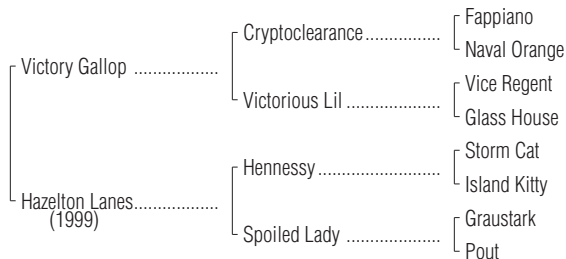 Fappiano
Cryptoclearance................
Naval Orange
Victory Gallop ..................
Vice Regent
Victorious Lil ....................
Glass House
Storm Cat
Hennessy..........................
Island Kitty
Hazelton Lanes..................
(1999)
Graustark
Spoiled Lady ....................
Pout